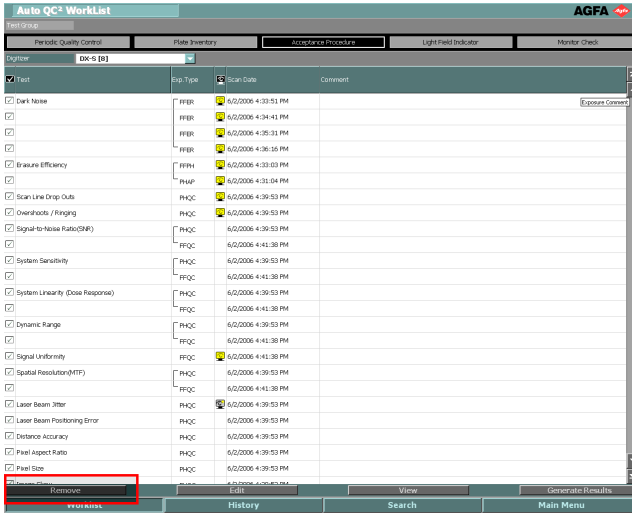 Auto QC² WorkList
AGFA Agfa
Test Group
Periodic Quality Control Plate Inventory Acceptance Procedure Light Field Indicator Monitor Check
Digitizer DX-S [8]
Test Exp.Type Scan Date Comment
Dark Noise FFER 6/2/2006 4:33:51 PM Exposure Comment
FFER 6/2/2006 4:34:41 PM
FFER 6/2/2006 4:35:31 PM
FFER 6/2/2006 4:36:16 PM
Erasure Efficiency FFPH 6/2/2006 4:33:03 PM
PHAP 6/2/2006 4:31:04 PM
Scan Line Drop Outs PHQC 6/2/2006 4:39:53 PM
Overshoots / Ringing PHQC 6/2/2006 4:39:53 PM
Signal-to-Noise Ratio(SNR) PHQC 6/2/2006 4:39:53 PM
FFQC 6/2/2006 4:41:38 PM
System Sensitivity PHQC 6/2/2006 4:39:53 PM
FFQC 6/2/2006 4:41:38 PM
System Linearity (Dose Response) PHQC 6/2/2006 4:39:53 PM
FFQC 6/2/2006 4:41:38 PM
Dynamic Range PHQC 6/2/2006 4:39:53 PM
FFQC 6/2/2006 4:41:38 PM
Signal Uniformity FFQC 6/2/2006 4:41:38 PM
Spatial Resolution(MTF) PHQC 6/2/2006 4:39:53 PM
FFQC 6/2/2006 4:41:38 PM
Laser Beam Jitter PHQC 6/2/2006 4:39:53 PM
Laser Beam Positioning Error PHQC 6/2/2006 4:39:53 PM
Distance Accuracy PHQC 6/2/2006 4:39:53 PM
Pixel Aspect Ratio PHQC 6/2/2006 4:39:53 PM
Pixel Size PHQC 6/2/2006 4:39:53 PM
Remove Edit View Generate Results
Worklist History Search Main Menu